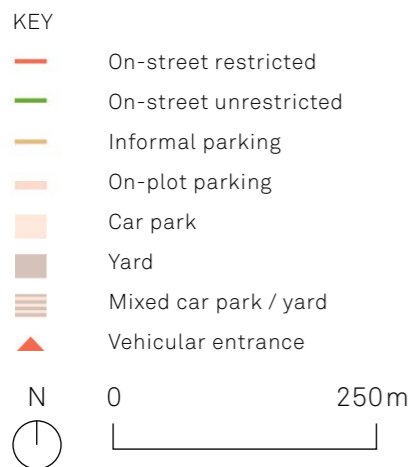 KEY
On-street restricted
On-street unrestricted
Informal parking
On-plot parking
Car park
Yard
Mixed car park / yard
Vehicular entrance
N 0 250m